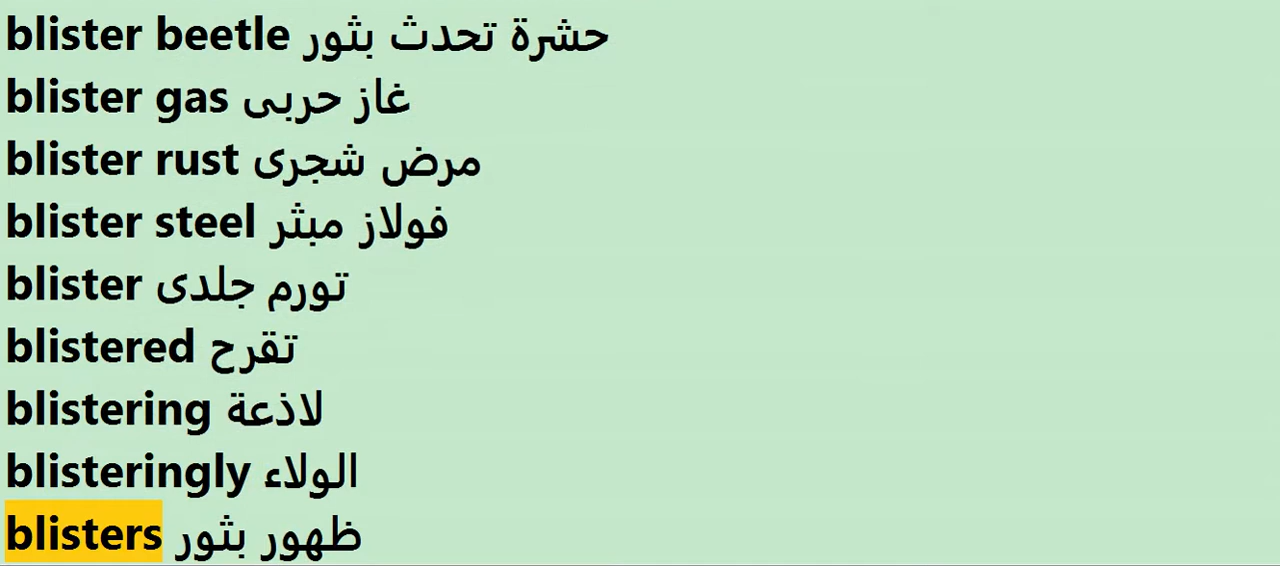 blister beetle حشرة تحدث بثور
blister gas غاز حربى
blister rust مرض شجرى
blister steel فولاز مبثر
blister تورم جلدى
blistered تقرح
blistering لاذعة
blisteringly الولاء
blisters ظهور بثور